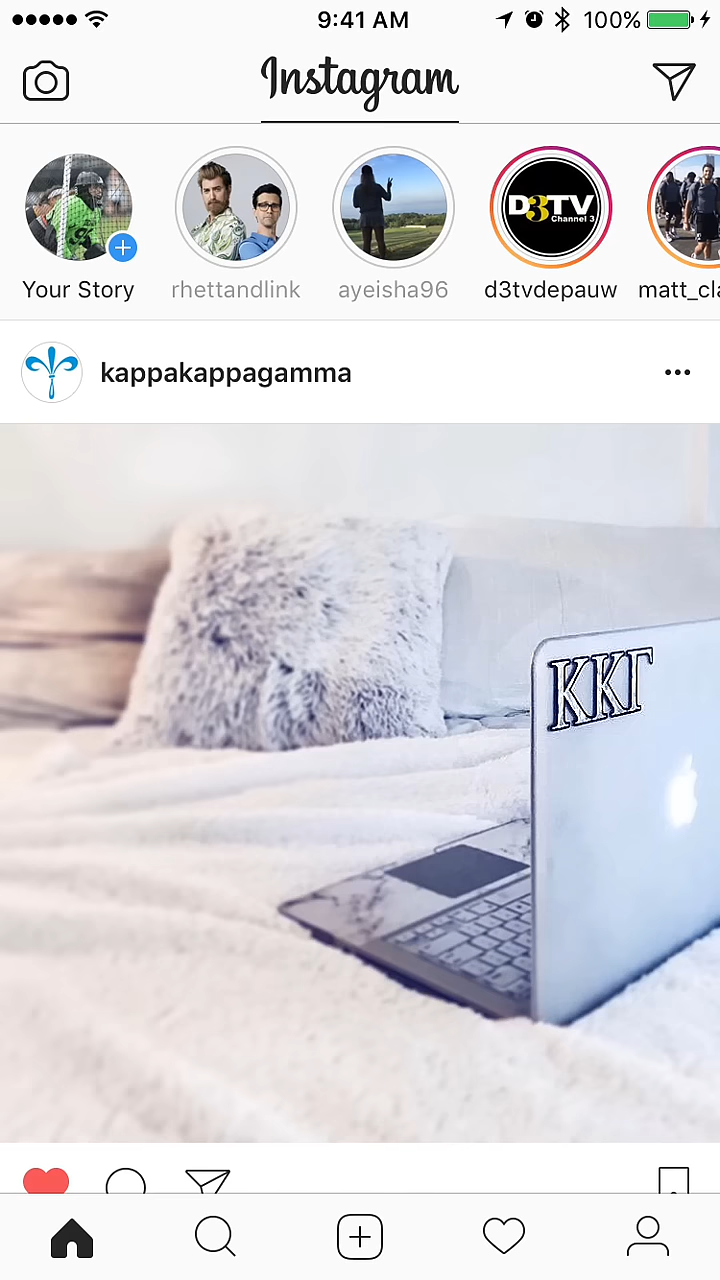 9:41 AM 100%
Instagram
D3TV
Channel 3
Your Story rhettandlink ayeisha96 d3tvdepauw matt_cla
kappakappagamma
ΚΚΓ